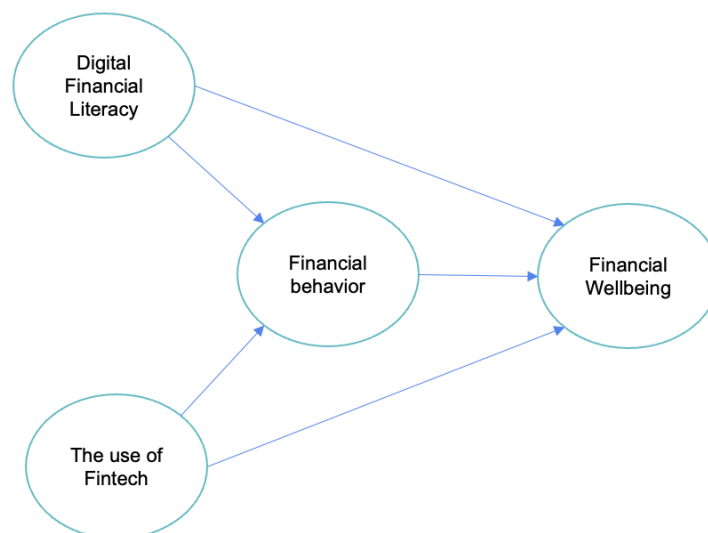 Digital
Financial
Literacy
Financial
behavior
Financial
Wellbeing
The use of
Fintech